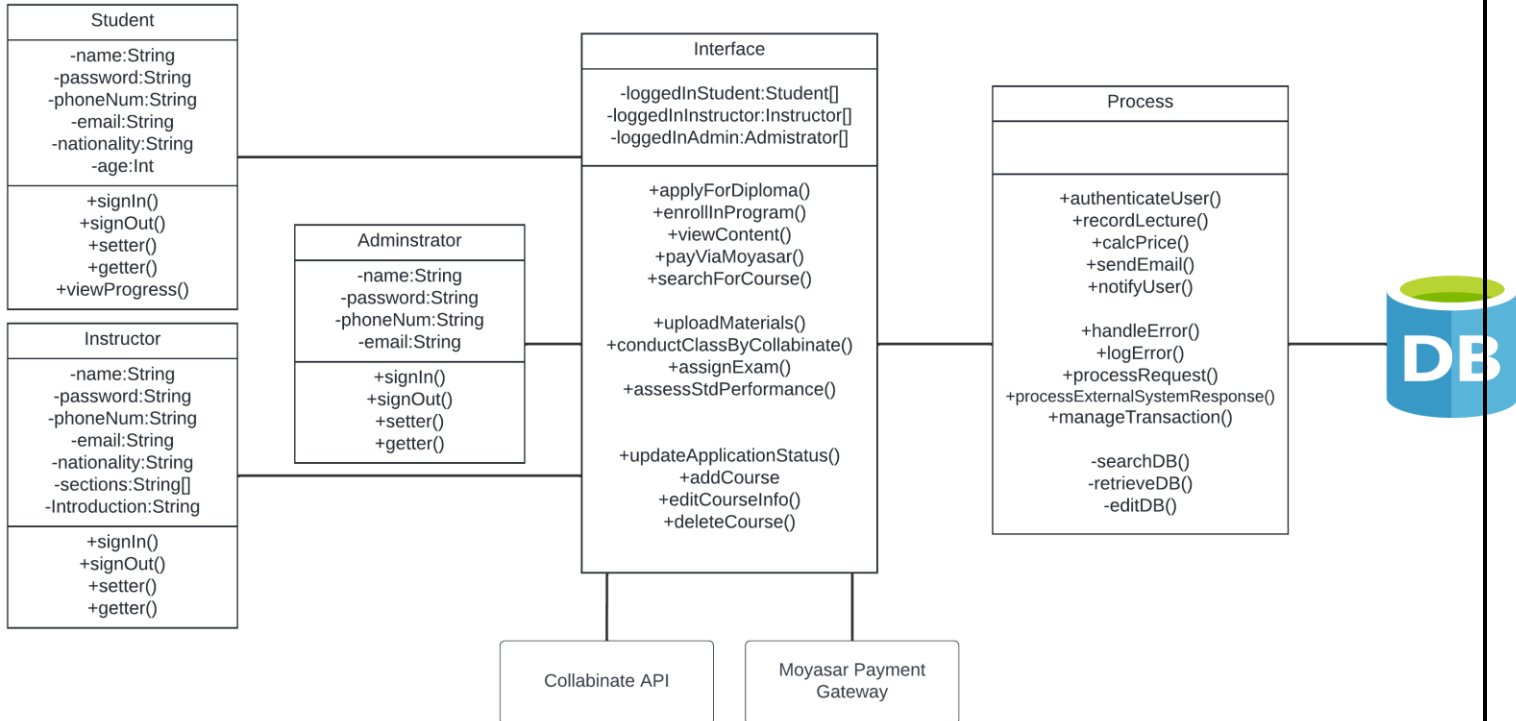 Student
-name:String
-password:String
-phoneNum:String
-email:String
-nationality:String
-age:Int
+signIn()
+signOut()
+setter()
+getter()
+viewProgress()
Instructor
-name:String
-password:String
-phoneNum:String
-email:String
-nationality:String
-sections:String[]
-Introduction:String
+signIn()
+signOut()
+setter()
+getter()
Adminstrator
-name:String
-password:String
-phoneNum:String
-email:String
+signIn()
+signOut()
+setter()
+getter()
Interface
-loggedInStudent:Student[]
-loggedInInstructor:Instructor[]
-loggedInAdmin:Admistrator[]
+applyForDiploma()
+enrollInProgram()
+viewContent()
+payViaMoyasar()
+searchForCourse()
+uploadMaterials()
+conductClassByCollabinate()
+assignExam()
+assessStdPerformance()
+updateApplicationStatus()
+addCourse
+editCourseInfo()
+deleteCourse()
Collabinate API
Moyasar Payment
Gateway
Process
+authenticateUser()
+recordLecture()
+calcPrice()
+sendEmail()
+notifyUser()
+handleError()
+logError()
+processRequest()
+processExternalSystemResponse()
+manageTransaction()
-searchDB()
-retrieveDB()
-editDB()
DB